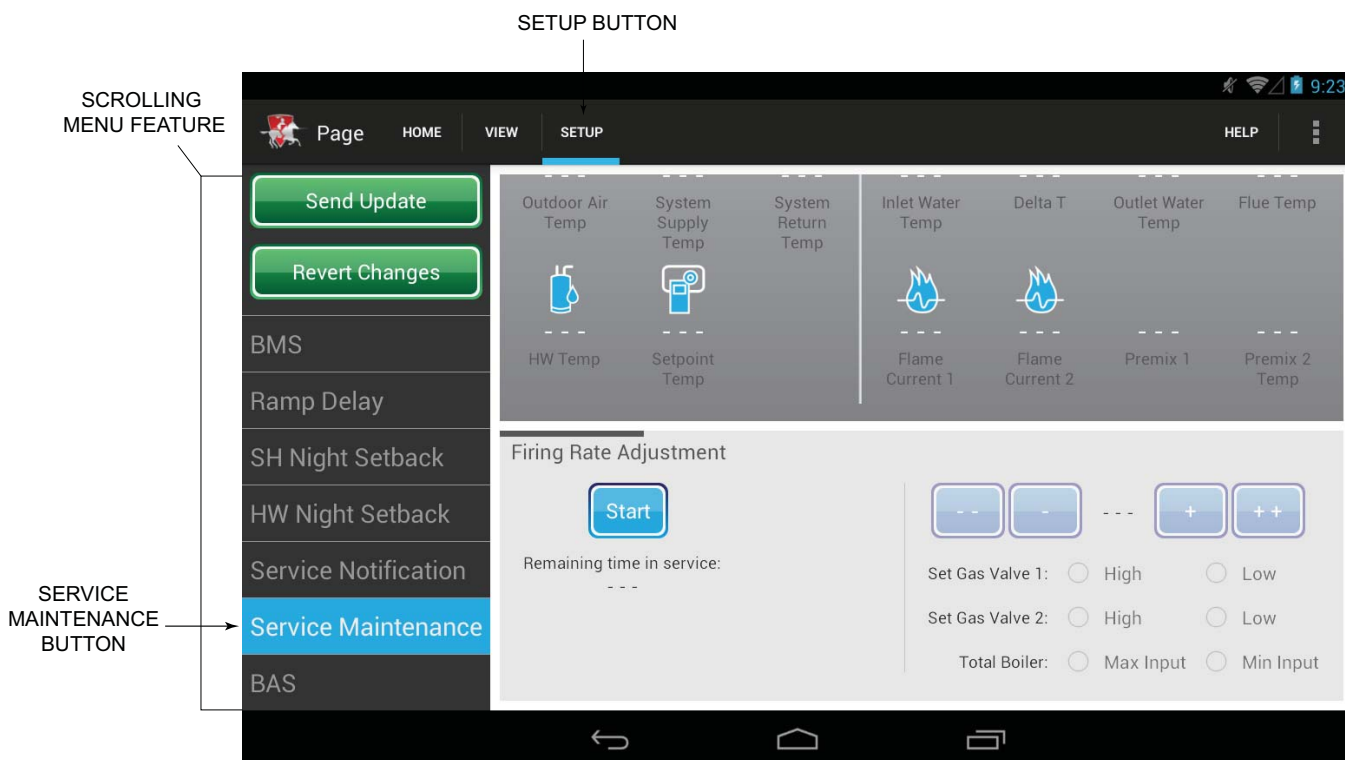 SETUP BUTTON
SCROLLING
MENU FEATURE
9:23
Page HOME VIEW SETUP HELP
Send Update
Revert Changes
BMS
Ramp Delay
SH Night Setback
HW Night Setback
Service Notification
Service Maintenance
BAS
SERVICE
MAINTENANCE
BUTTON
- - - - - - - - - - - - - - - - - - - - -
Outdoor Air System System Inlet Water Delta T Outlet Water Flue Temp
Temp Supply Return Temp Temp
Temp Temp
- - - - - - - - - - - - - - - - - -
HW Temp Setpoint Flame Flame Premix 1 Premix 2
Temp Current 1 Current 2 Temp
Firing Rate Adjustment
Start
Remaining time in service:
- - -
- - - - - - + + +
Set Gas Valve 1: High Low
Set Gas Valve 2: High Low
Total Boiler: Max Input Min Input